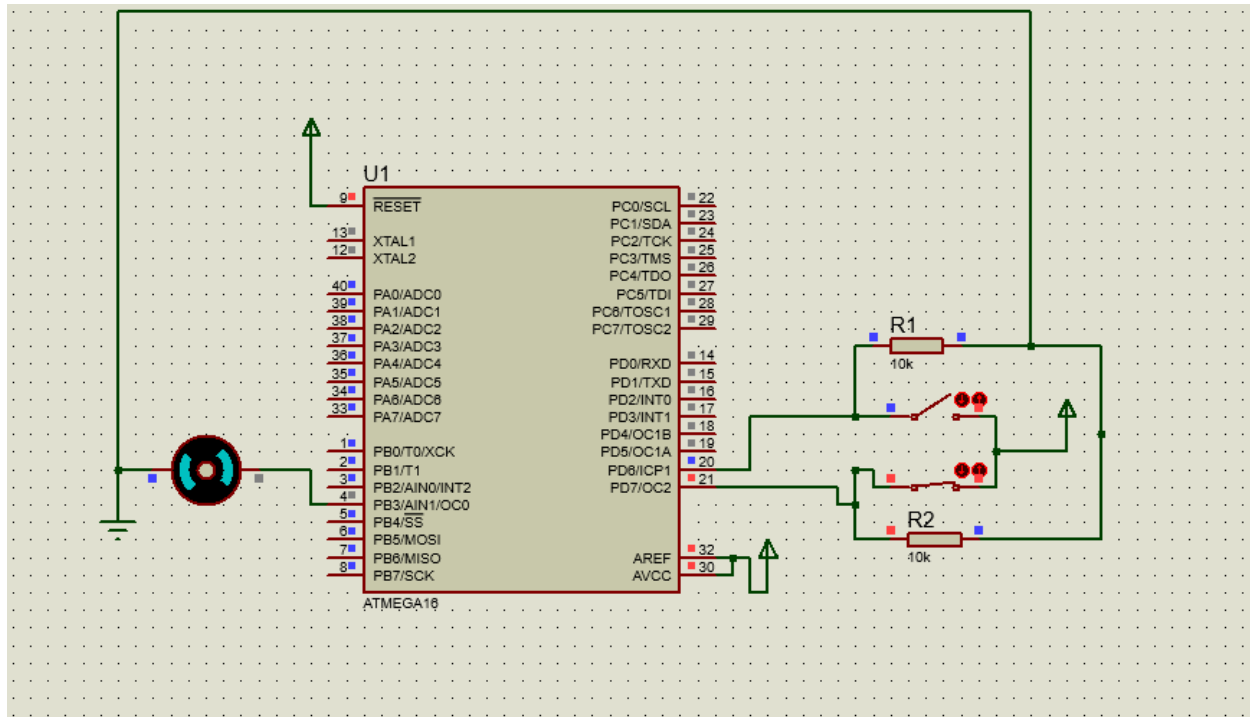 U1
9 RESET
13 XTAL1
12 XTAL2
40 PA0/ADC0
39 PA1/ADC1
38 PA2/ADC2
37 PA3/ADC3
36 PA4/ADC4
35 PA5/ADC5
34 PA6/ADC6
33 PA7/ADC7
1 PB0/T0/XCK
2 PB1/T1
3 PB2/AIN0/INT2
4 PB3/AIN1/OC0
5 PB4/SS
6 PB5/MOSI
7 PB6/MISO
8 PB7/SCK
PC0/SCL 22
PC1/SDA 23
PC2/TCK 24
PC3/TMS 25
PC4/TDO 26
PC5/TDI 27
PC6/TOSC1 28
PC7/TOSC2 29
PD0/RXD 14
PD1/TXD 15
PD2/INT0 16
PD3/INT1 17
PD4/OC1B 18
PD5/OC1A 19
PD6/ICP1 20
PD7/OC2 21
AREF 32
AVCC 30
ATMEGA16
R1
10k
R2
10k